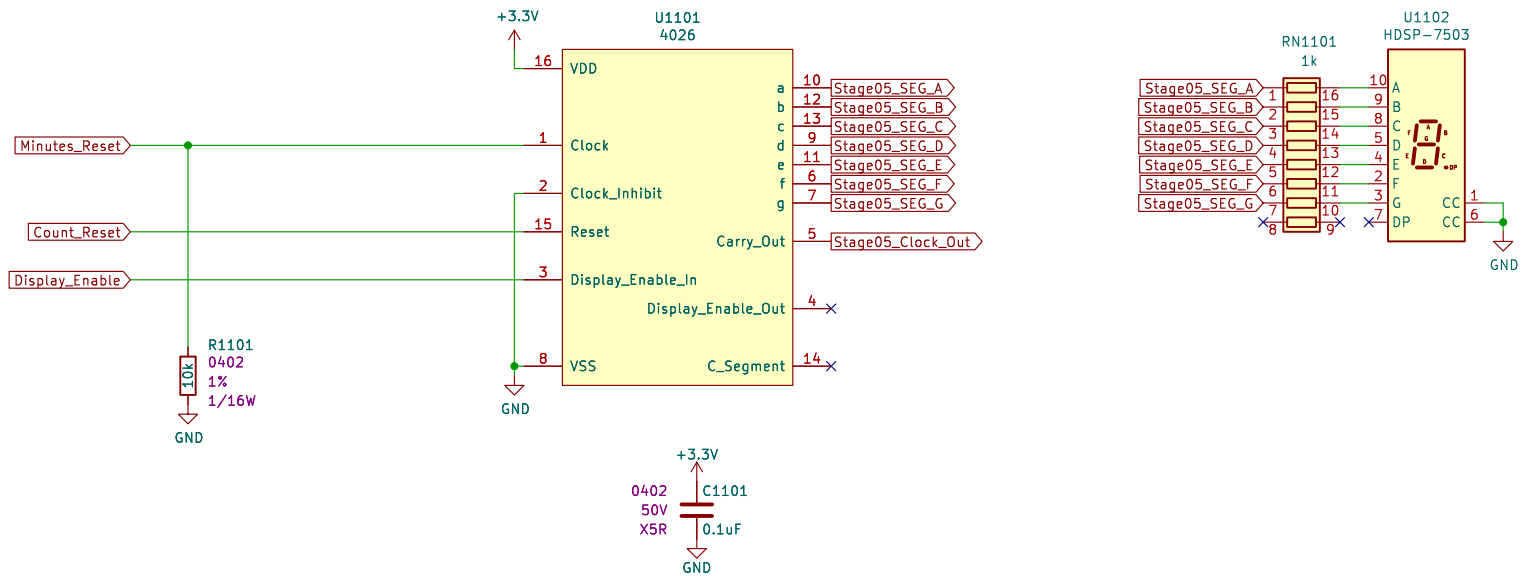 +3.3V
U1101
4026
16
VDD
1
Clock
2
Clock_Inhibit
15
Reset
3
Display_Enable_In
8
VSS
a
10
b
12
c
13
d
9
e
11
f
6
g
7
Carry_Out
5
Display_Enable_Out
4
C_Segment
14
Minutes_Reset
Count_Reset
Display_Enable
R1101
0402
1%
1/16W
10k
GND
GND
Stage05_SEG_A
Stage05_SEG_B
Stage05_SEG_C
Stage05_SEG_D
Stage05_SEG_E
Stage05_SEG_F
Stage05_SEG_G
Stage05_Clock_Out
+3.3V
0402
50V
X5R
C1101
0.1uF
GND
RN1101
1k
Stage05_SEG_A
Stage05_SEG_B
Stage05_SEG_C
Stage05_SEG_D
Stage05_SEG_E
Stage05_SEG_F
Stage05_SEG_G
1
16
2
15
3
14
4
13
5
12
6
11
7
10
8
9
U1102
HDSP-7503
10
A
9
B
8
C
5
D
4
E
2
F
3
G
7
DP
CC
1
CC
6
A
F
B
G
E
C
D
DP
GND